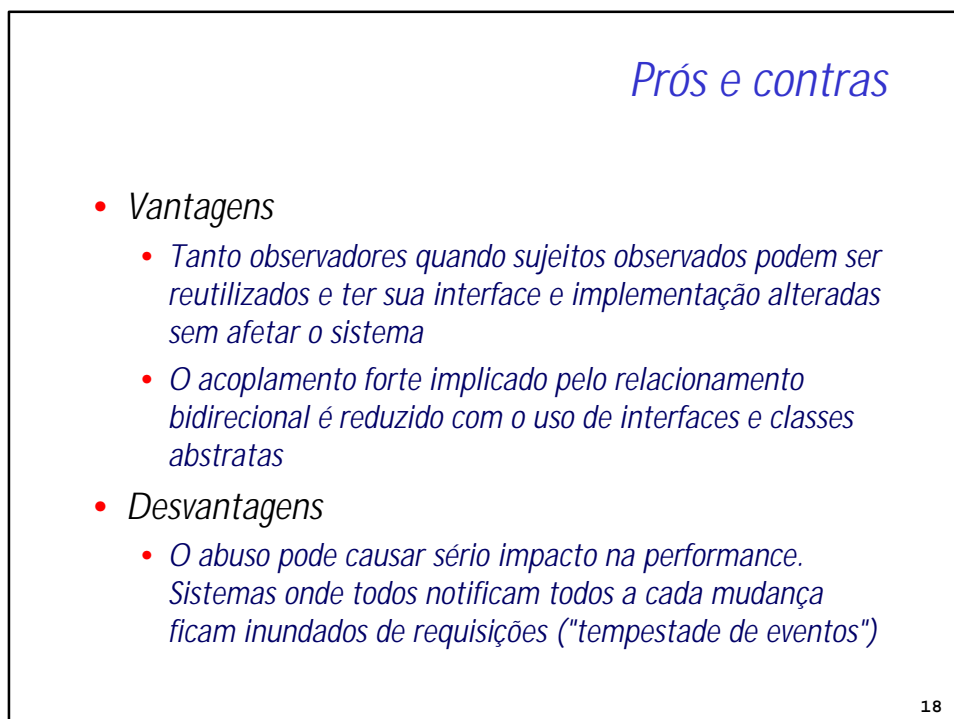 Prós e contras
• Vantagens
• Tanto observadores quando sujeitos observados podem ser
reutilizados e ter sua interface e implementação alteradas
sem afetar o sistema
• O acoplamento forte implicado pelo relacionamento
bidirecional é reduzido com o uso de interfaces e classes
abstratas
• Desvantagens
• O abuso pode causar sério impacto na performance.
Sistemas onde todos notificam todos a cada mudança
ficam inundados de requisições ("tempestade de eventos")
18